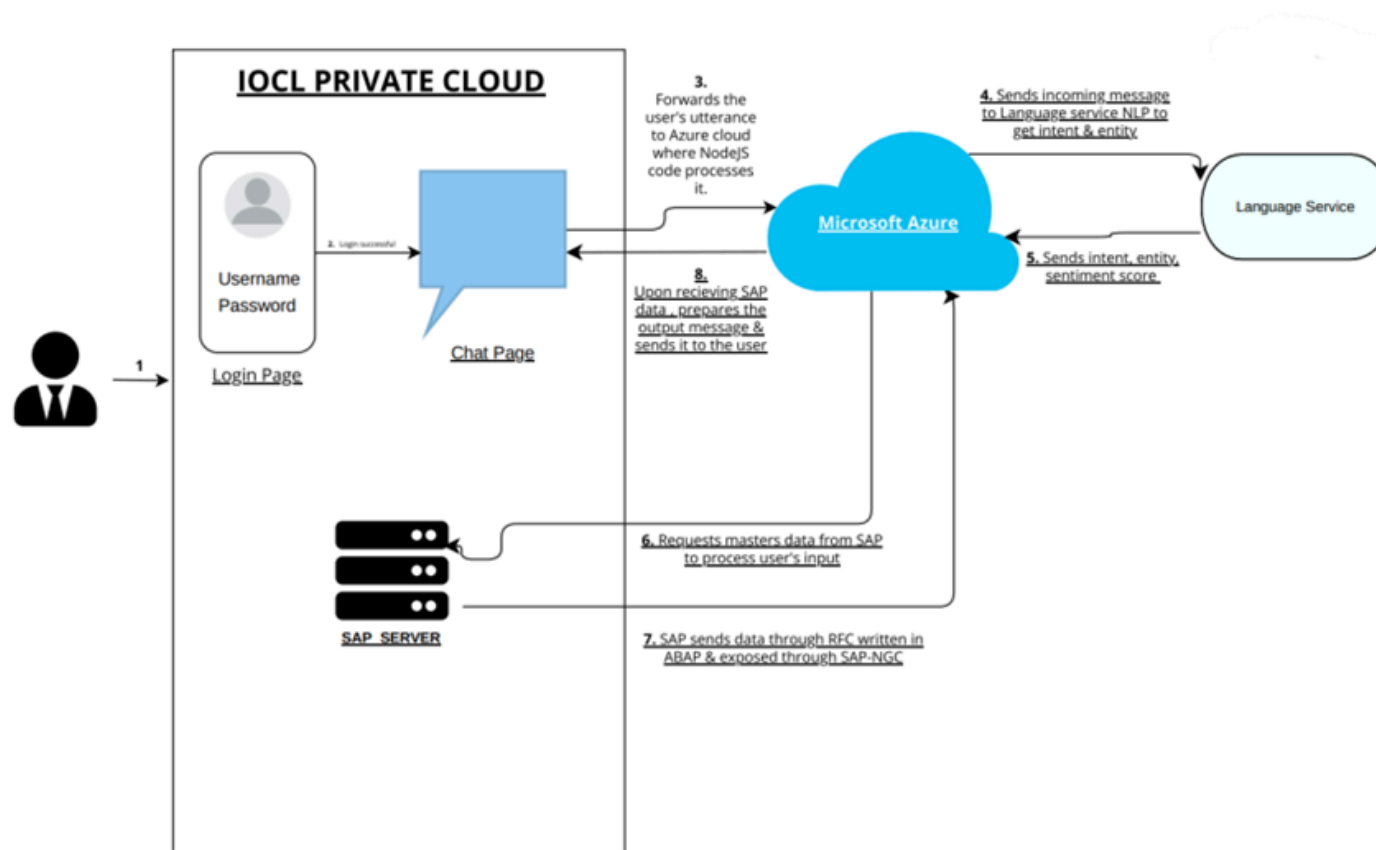 IOCL PRIVATE CLOUD
Username
Password
Login Page
2. Login successful
Chat Page
1
3.
Forwards the
user's utterance
to Azure cloud
where NodeJS
code processes
it.
Microsoft Azure
4. Sends incoming message
to Language service NLP to
get intent & entity
Language Service
5. Sends intent, entity,
sentiment score
8.
Upon recieving SAP
data , prepares the
output message &
sends it to the user
6. Requests masters data from SAP
to process user's input
SAP SERVER
7. SAP sends data through RFC written in
ABAP & exposed through SAP-NGC